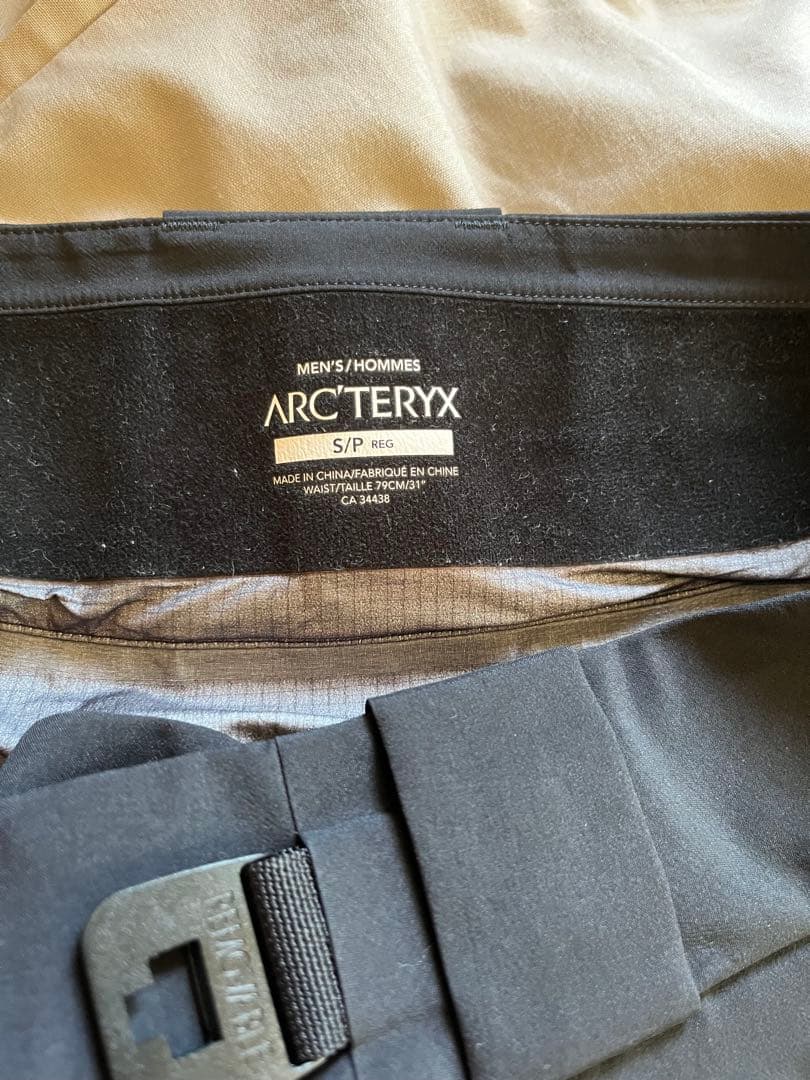 MEN'S/HOMMES
ARC'TERYX
S/P REG
MADE IN CHINA/FABRIQUÉ EN CHINE
WAIST/TAILLE 79CM/31"
CA 34438